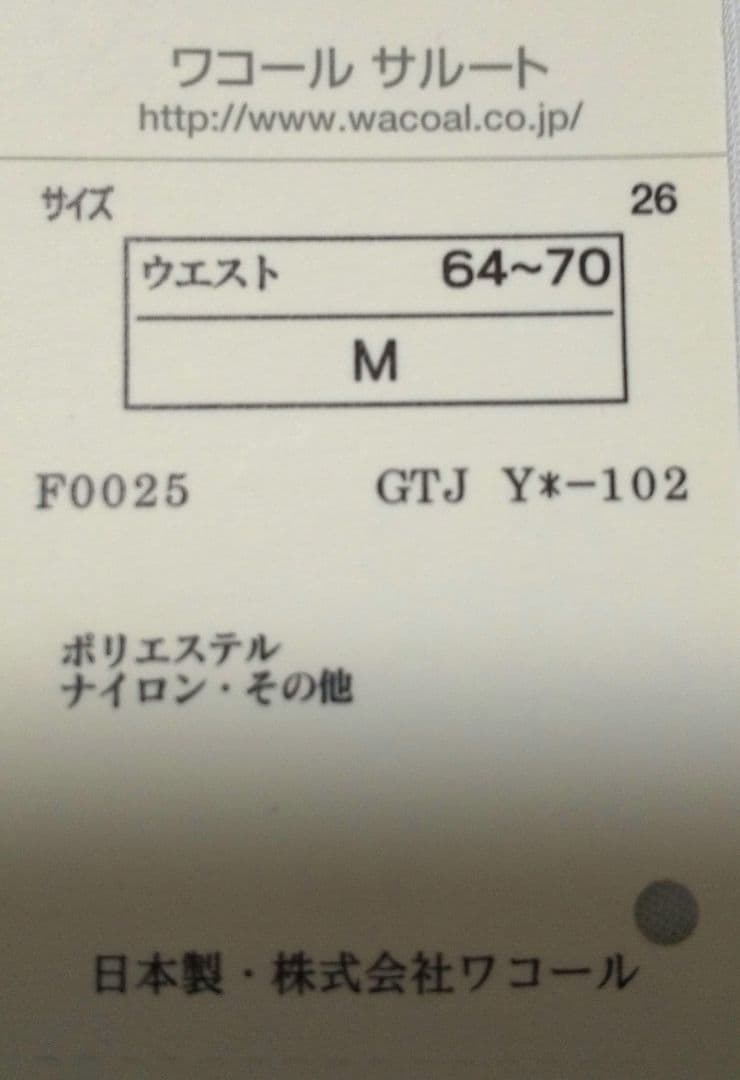 ワコール サルート
http://www.wacoal.co.jp/
サイズ 26
ウエスト 64~70
M
F0025 GTJ Y*-102
ポリエステル
ナイロン・その他
日本製・株式会社ワコール